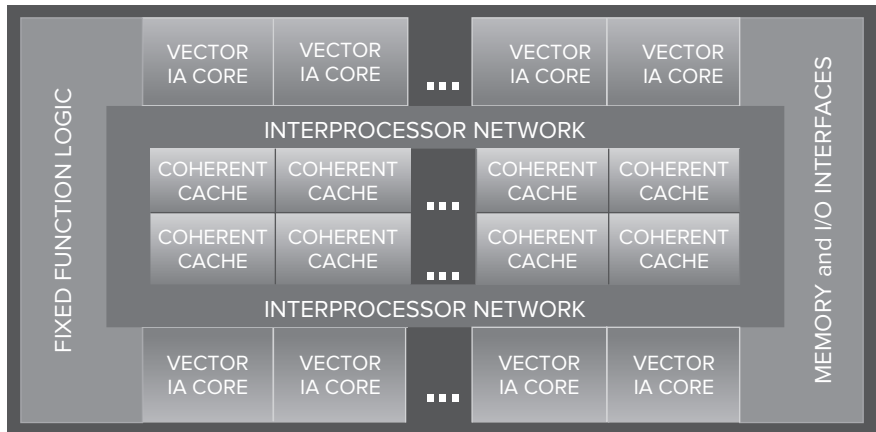 FIXED FUNCTION LOGIC
VECTOR
IA CORE
VECTOR
IA CORE
...
VECTOR
IA CORE
VECTOR
IA CORE
INTERPROCESSOR NETWORK
COHERENT
CACHE
COHERENT
CACHE
...
COHERENT
CACHE
COHERENT
CACHE
COHERENT
CACHE
COHERENT
CACHE
...
COHERENT
CACHE
COHERENT
CACHE
INTERPROCESSOR NETWORK
VECTOR
IA CORE
VECTOR
IA CORE
...
VECTOR
IA CORE
VECTOR
IA CORE
MEMORY and I/O INTERFACES